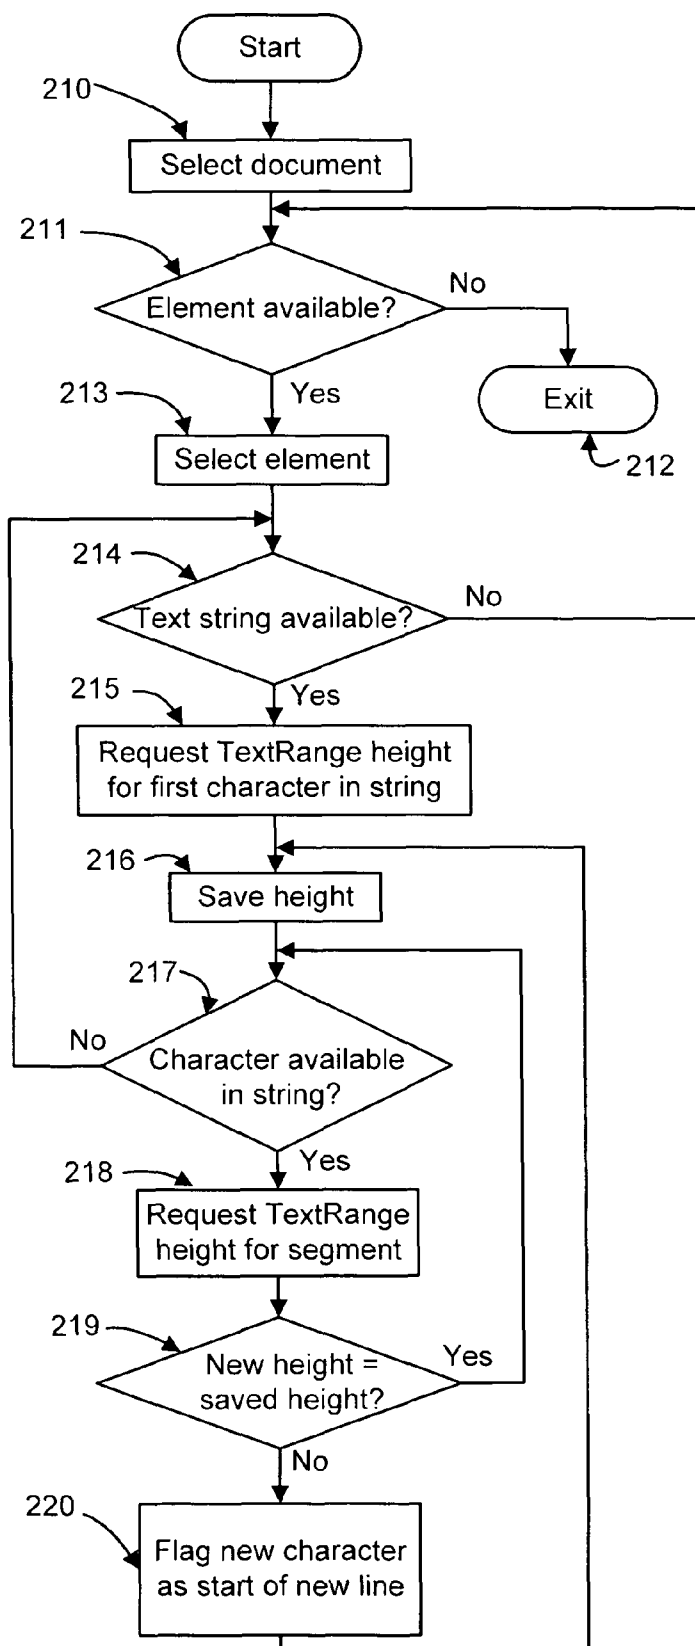 Start
210
Select document
211
Element available?
No
Yes
Exit
212
213
Select element
214
Text string available?
No
Yes
215
Request TextRange height
for first character in string
216
Save height
217
No
Character available
in string?
Yes
218
Request TextRange
height for segment
219
New height =
saved height?
Yes
No
220
Flag new character
as start of new line